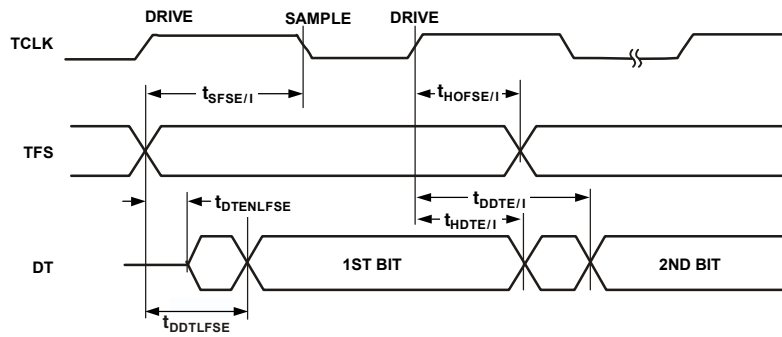 DRIVE SAMPLE DRIVE
TCLK
tSFSE/I tHOFSE/I
TFS
tDTENLFSE tDDTE/I
tHDTE/I
DT 1ST BIT 2ND BIT
tDDTLFSE